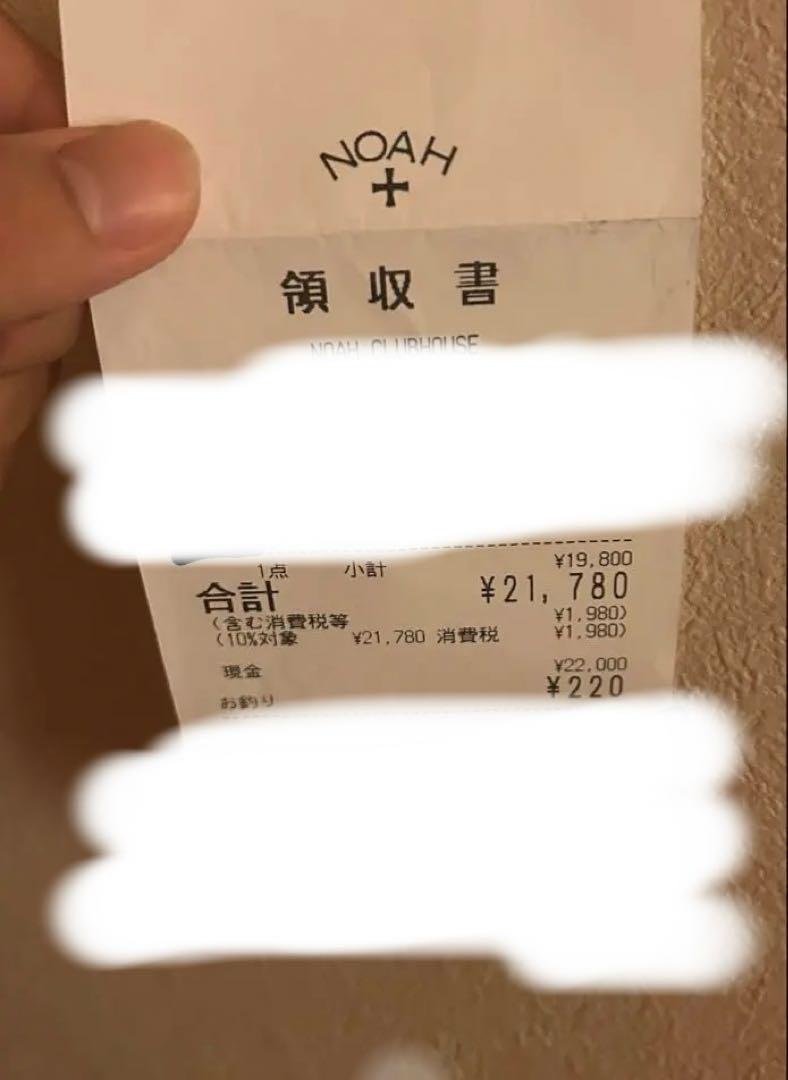 NOAH
領収書
NOAH CLUBHOUSE
1点 小計 ¥19,800
合計 ¥21,780
(含む消費税等 ¥1,980)
(10%対象 ¥21,780 消費税 ¥1,980)
現金 ¥22,000
お釣り ¥220